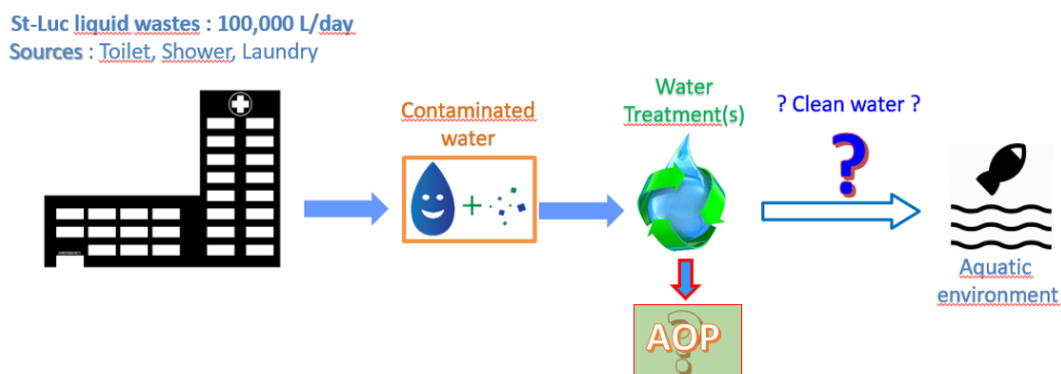 St-Luc liquid wastes : 100,000 L/day
Sources : Toilet, Shower, Laundry
Contaminated
water
Water
Treatment(s)
? Clean water ?
?
EMERGENCY
Aquatic
environment
?
AOP